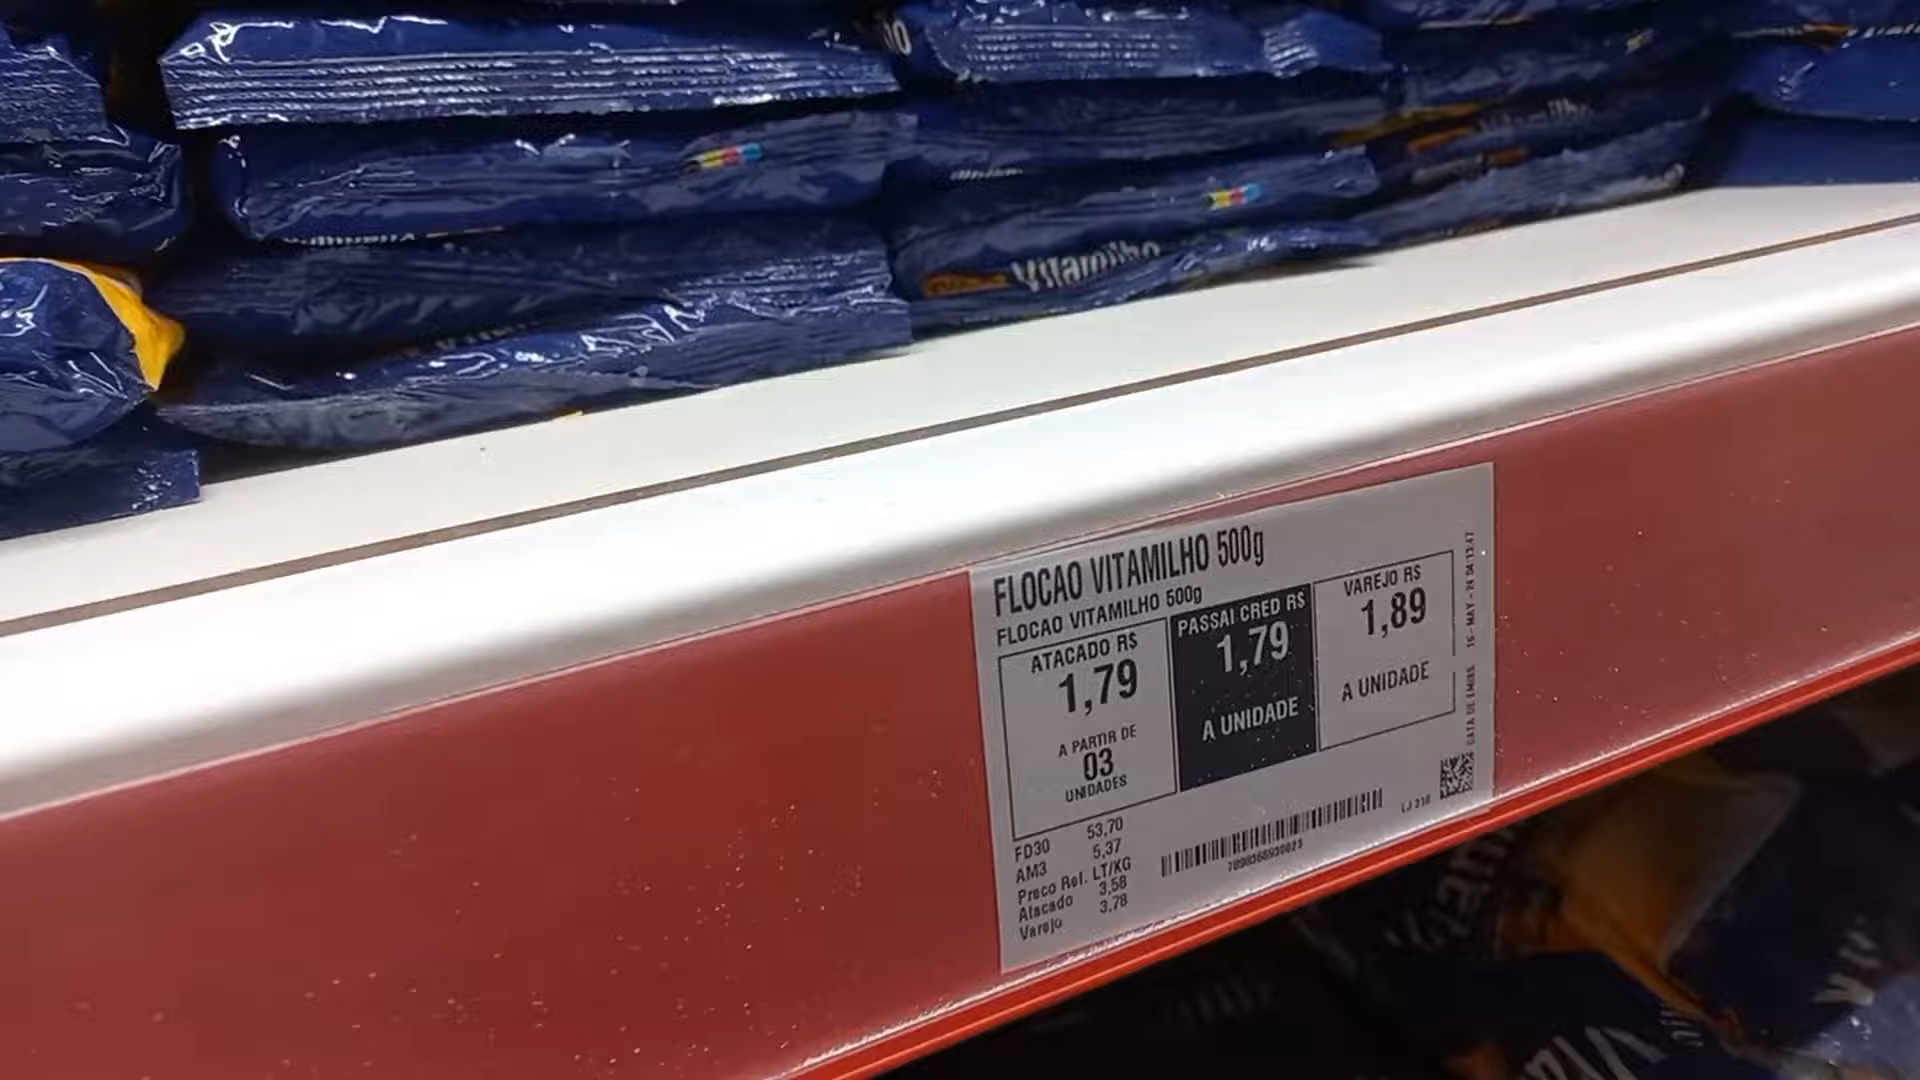 Vitamilho
FLOCAO VITAMILHO 500g
FLOCAO VITAMILHO 500g
ATACADO R$
1,79
A PARTIR DE
03
UNIDADES
PASSAI CRED R$
1,79
A UNIDADE
VAREJO R$
1,89
A UNIDADE
FD30 53,70
AM3 5,37
Preco Rel. LT/KG
Atacado 3,58
Varejo 3,78